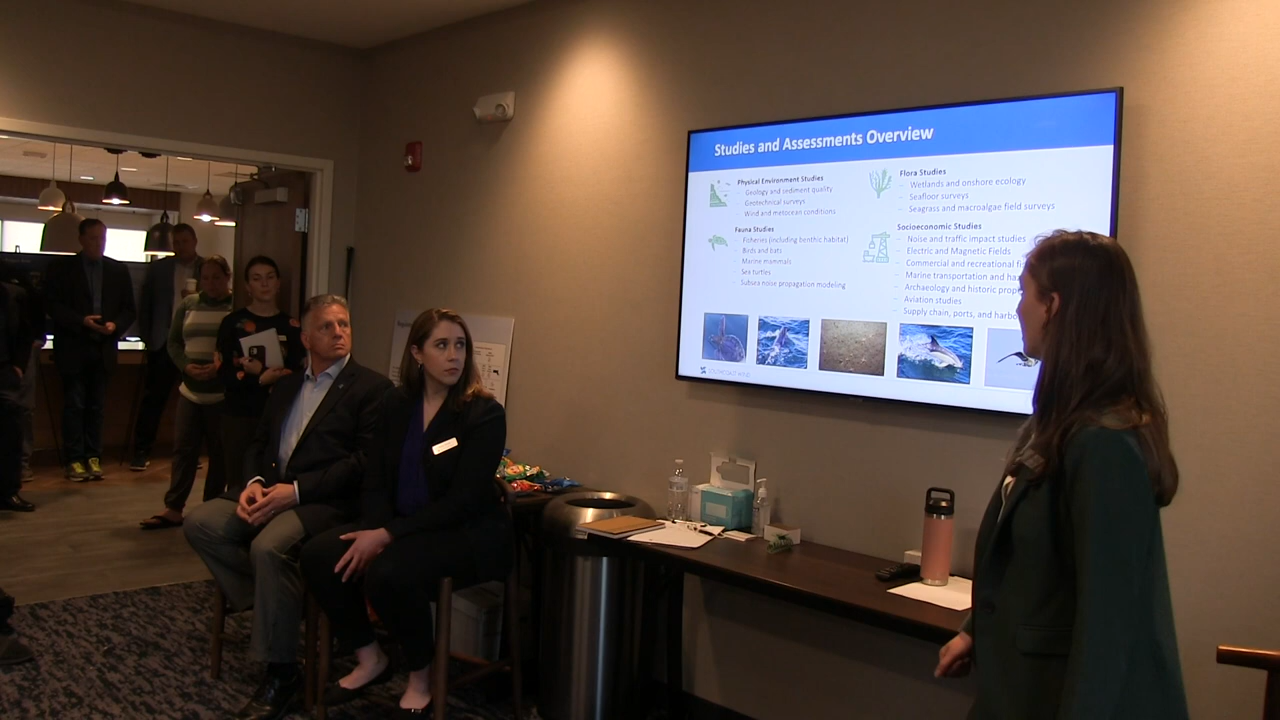 Studies and Assessments Overview
Physical Environment Studies
– Geology and sediment quality
– Geotechnical surveys
– Wind and metocean conditions
Fauna Studies
– Fisheries (including benthic habitat)
– Birds and bats
– Marine mammals
– Sea turtles
– Subsea noise propagation modeling
Flora Studies
– Wetlands and onshore ecology
– Seafloor surveys
– Seagrass and macroalgae field surveys
Socioeconomic Studies
– Noise and traffic impact studies
– Electric and Magnetic Fields
– Commercial and recreational fi
– Marine transportation and
– Archaeology and historic prop
– Aviation studies
– Supply chain, ports, and harbo
SOUTHCOAST WIND